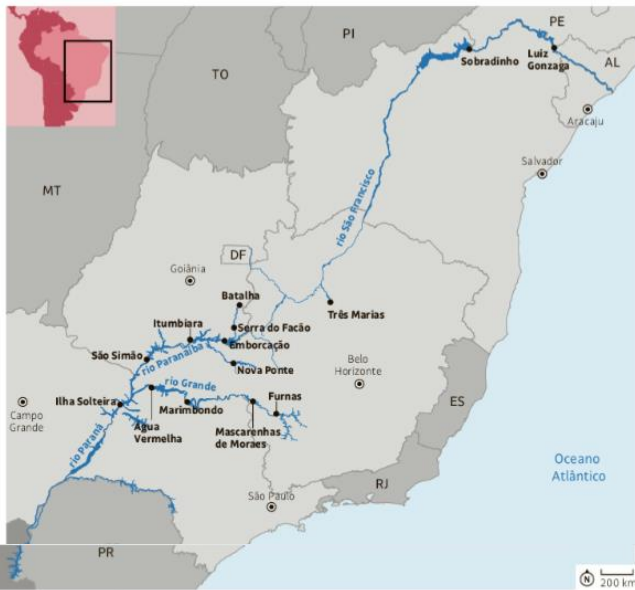 PE
PI
Luiz
Gonzaga
Sobradinho
AL
TO
Aracaju
Salvador
MT
rio São Francisco
DF
Goiânia
Batalha
Três Marias
Itumbiara
Serra do Facão
Emborcação
São Simão
rio Paranaíba
Nova Ponte
Belo
Horizonte
rio Grande
Ilha Solteira
Furnas
ES
Campo
Grande
Marimbondo
Água
Vermelha
Mascarenhas
de Moraes
rio Paraná
Oceano
Atlântico
RJ
São Paulo
PR
N
200 km